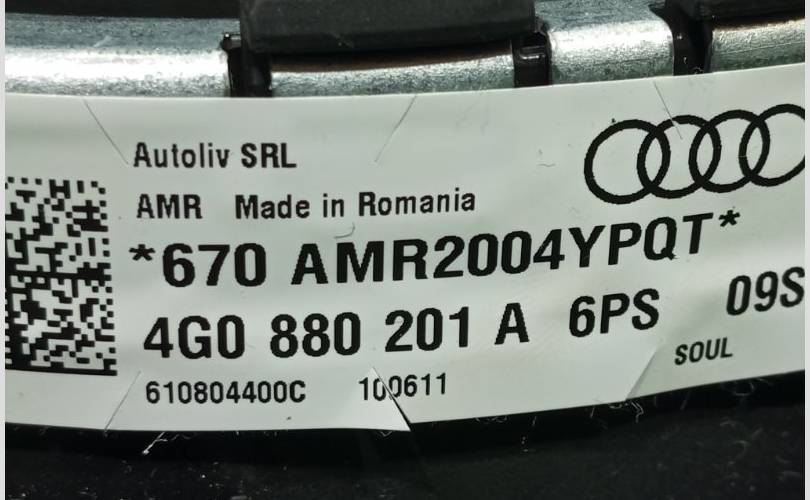 Autoliv SRL
AMR Made in Romania
*670 AMR2004YPQT*
4G0 880 201 A 6PS 09S
610804400C 100611 SOUL